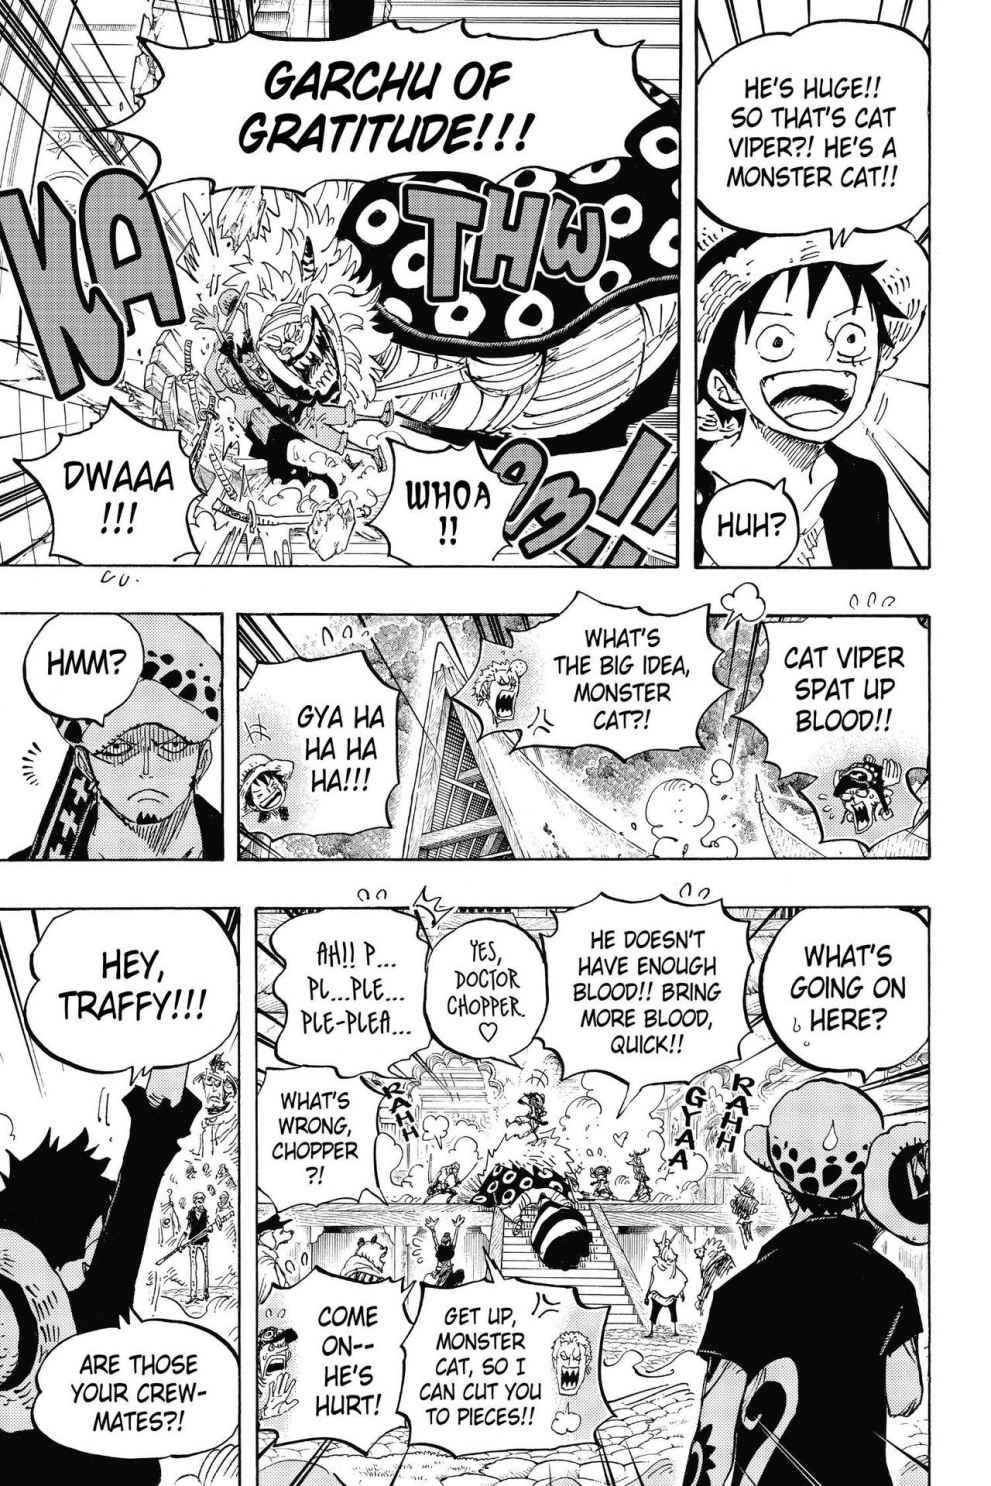 HE'S HUGE!!
SO THAT'S CAT
VIPER?! HE'S A
MONSTER CAT!!
HUH?
GARCHU OF
GRATITUDE!!!
KA
THW
AM!!!
WHOA
!!
DWAAA
!!!
CAT VIPER
SPAT UP
BLOOD!!
WHAT'S
THE BIG IDEA,
MONSTER
CAT?!
GYA HA
HA HA
HA!!!
HMM?
WHAT'S
GOING ON
HERE?
HE DOESN'T
HAVE ENOUGH
BLOOD!! BRING
MORE BLOOD,
QUICK!!
YES,
DOCTOR
CHOPPER.
♡
AH!! P...
PL...PLE...
PLE-PLEA...
RAHH
GYAA
RAHH
WHAT'S
WRONG,
CHOPPER
?!
GET UP,
MONSTER
CAT, SO I
CAN CUT YOU
TO PIECES!!
COME
ON--
HE'S
HURT!
HEY,
TRAFFY!!!
ARE THOSE
YOUR CREW-
MATES?!